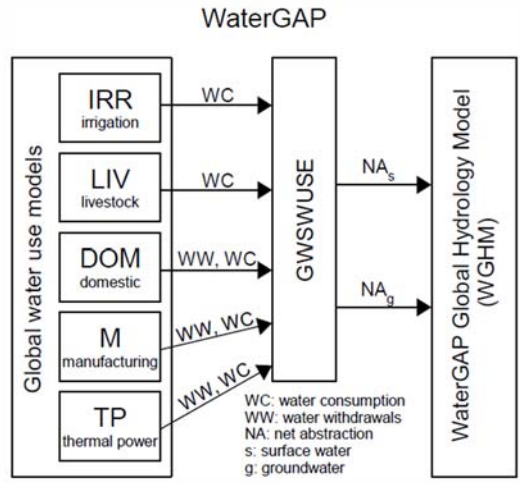 WaterGAP
Global water use models
IRR
irrigation
LIV
livestock
DOM
domestic
M
manufacturing
TP
thermal power
WC
WC
WW, WC
WW, WC
WW, WC
GWSWUSE
NAs
NAg
WaterGAP Global Hydrology Model
(WGHM)
WC: water consumption
WW: water withdrawals
NA: net abstraction
s: surface water
g: groundwater